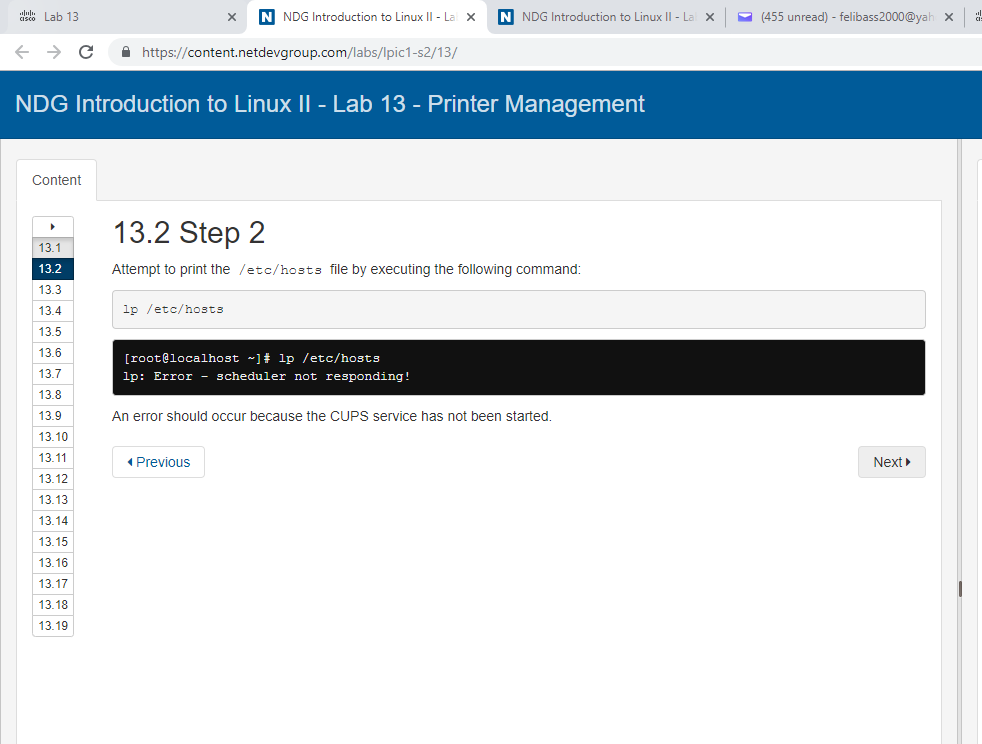 Lab 13
NDG Introduction to Linux II - La
NDG Introduction to Linux II - La
(455 unread) - felibass2000@yah
https://content.netdevgroup.com/labs/lpic1-s2/13/
NDG Introduction to Linux II - Lab 13 - Printer Management
Content
13.1
13.2
13.3
13.4
13.5
13.6
13.7
13.8
13.9
13.10
13.11
13.12
13.13
13.14
13.15
13.16
13.17
13.18
13.19
13.2 Step 2
Attempt to print the /etc/hosts file by executing the following command:
lp /etc/hosts
[root@localhost ~]# lp /etc/hosts
lp: Error - scheduler not responding!
An error should occur because the CUPS service has not been started.
Previous
Next